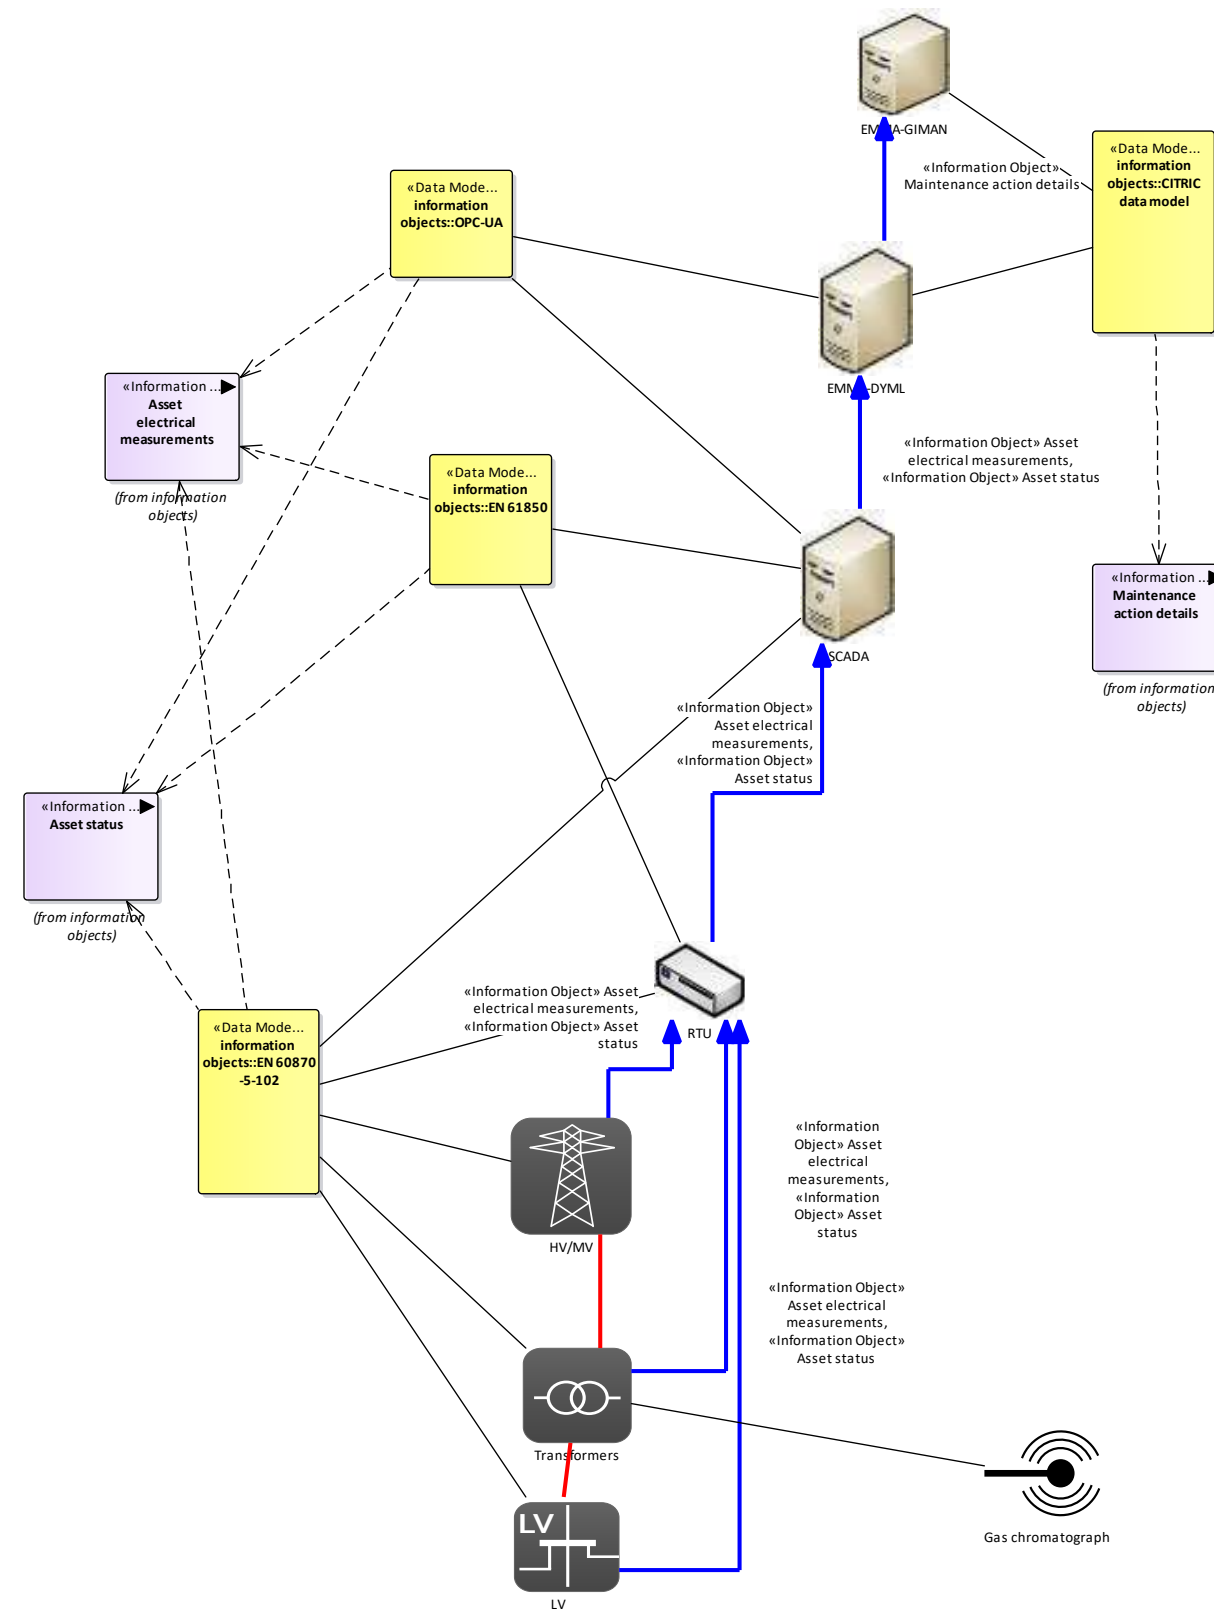 EMMA-GIMAN
«Data Mode...
information
objects::CITRIC
data model
«Information Object»
Maintenance action details
«Data Mode...
information
objects::OPC-UA
EMMA-DYML
«Information ...
Asset
electrical
measurements
(from information
objects)
«Information Object» Asset
electrical measurements,
«Information Object» Asset status
«Data Mode...
information
objects::EN 61850
«Information ...
Maintenance
action details
(from information
objects)
SCADA
«Information Object»
Asset electrical
measurements,
«Information Object»
Asset status
«Information ...
Asset status
(from information
objects)
«Information Object» Asset
electrical measurements,
«Information Object» Asset
status
RTU
«Data Mode...
information
objects::EN 60870
-5-102
«Information
Object» Asset
electrical
measurements,
«Information
Object» Asset
status
HV/MV
«Information Object»
Asset electrical
measurements,
«Information Object»
Asset status
Transformers
LV
Gas chromatograph
LV